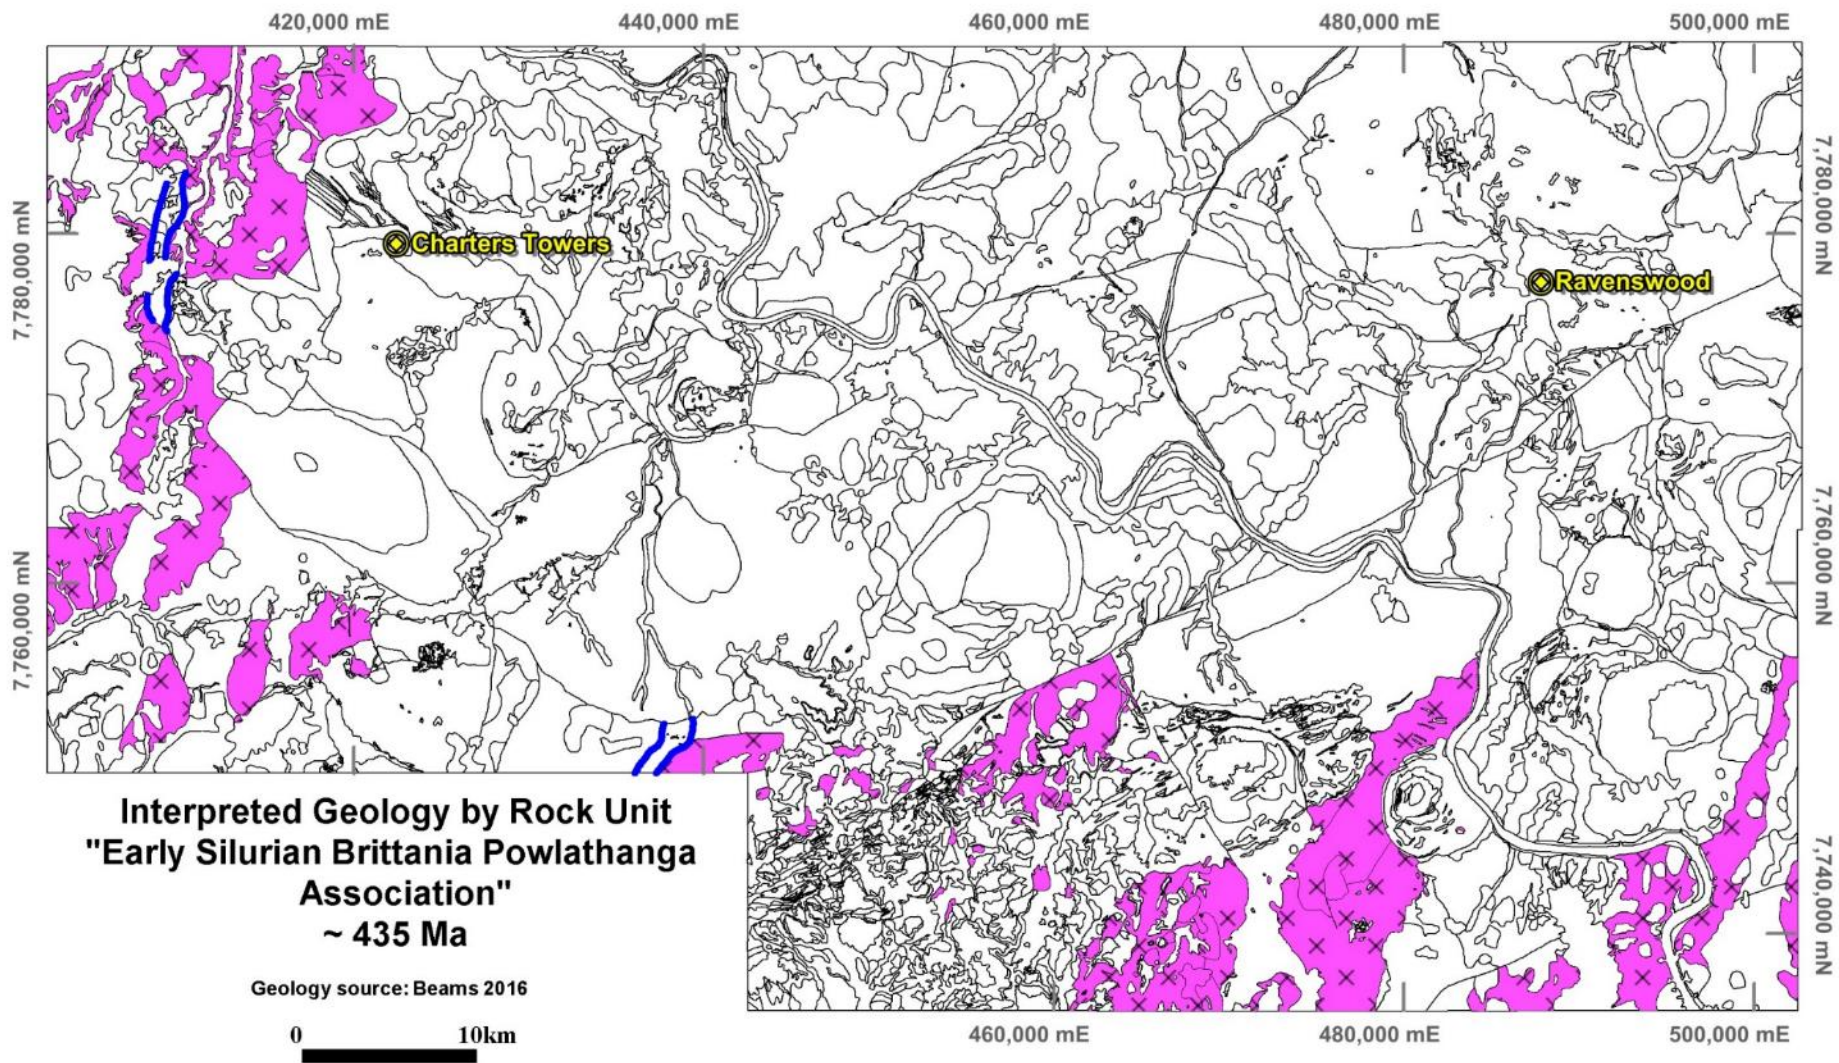 420,000 mE
440,000 mE
460,000 mE
480,000 mE
500,000 mE
7,780,000 mN
7,780,000 mN
Charters Towers
Ravenswood
7,760,000 mN
7,760,000 mN
7,740,000 mN
Interpreted Geology by Rock Unit
"Early Silurian Brittania Powlathanga
Association"
~ 435 Ma
Geology source: Beams 2016
0 10km
460,000 mE
480,000 mE
500,000 mE